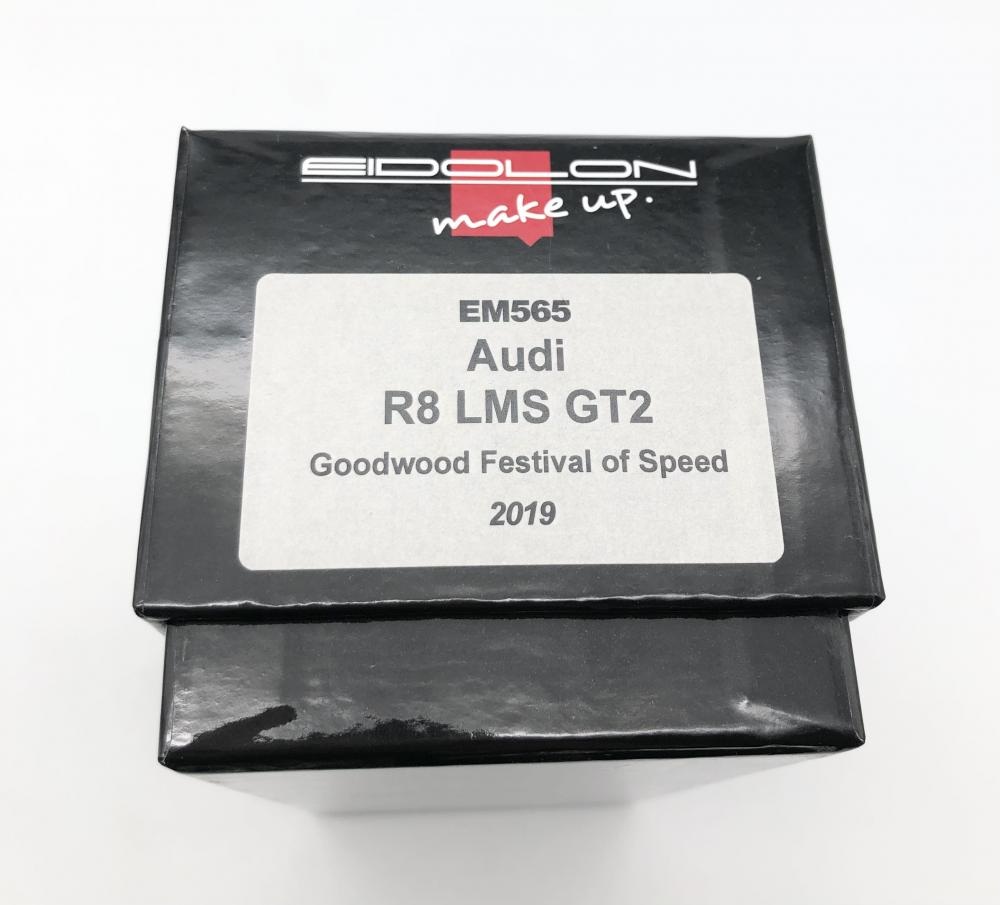 EIDOLON
make up.
EM565
Audi
R8 LMS GT2
Goodwood Festival of Speed
2019